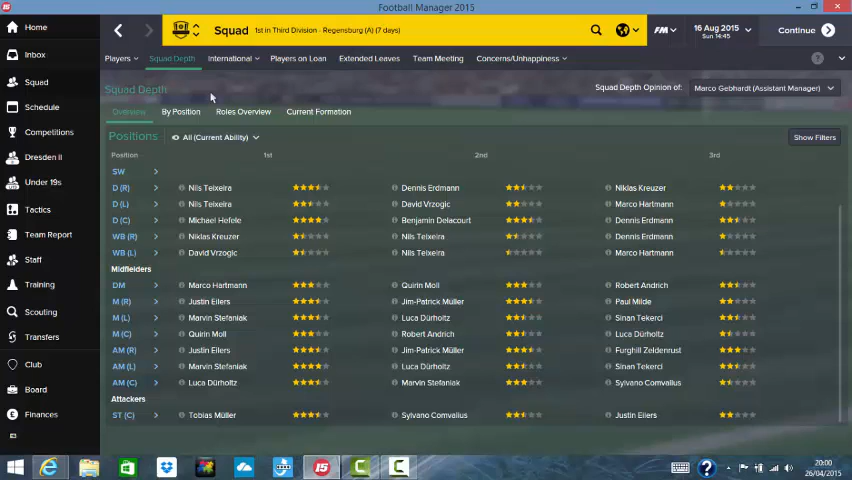 Football Manager 2015
15
Home
Squad
1st in Third Division - Regensburg (A) (7 days)
FM
16 Aug 2015
Sun 14:45
Continue
Inbox
Players
Squad Depth
International
Players on Loan
Extended Leaves
Team Meeting
Concerns/Unhappiness
?
Squad
Squad Depth
Squad Depth Opinion of:
Marco Gebhardt (Assistant Manager)
Schedule
Overview
By Position
Roles Overview
Current Formation
Competitions
Positions
All (Current Ability)
Show Filters
Dresden II
Position
1st
2nd
3rd
Under 19s
SW
D (R)
Nils Teixeira
Dennis Erdmann
Niklas Kreuzer
Tactics
D (L)
Nils Teixeira
David Vrzogic
Marco Hartmann
D (C)
Michael Hefele
Benjamin Delacourt
Dennis Erdmann
Team Report
WB (R)
Niklas Kreuzer
Nils Teixeira
Dennis Erdmann
Staff
WB (L)
David Vrzogic
Nils Teixeira
Marco Hartmann
Midfielders
Training
DM
Marco Hartmann
Quirin Moll
Robert Andrich
Scouting
M (R)
Justin Eilers
Jim-Patrick Müller
Paul Milde
M (L)
Marvin Stefaniak
Luca Dürholtz
Sinan Tekerci
Transfers
M (C)
Quirin Moll
Robert Andrich
Luca Dürholtz
AM (R)
Justin Eilers
Jim-Patrick Müller
Furghill Zeldenrust
Club
AM (L)
Marvin Stefaniak
Luca Dürholtz
Sinan Tekerci
Board
AM (C)
Luca Dürholtz
Marvin Stefaniak
Sylvano Comvalius
Attackers
Finances
ST (C)
Tobias Müller
Sylvano Comvalius
Justin Eilers
15
?
20:00
26/04/2015